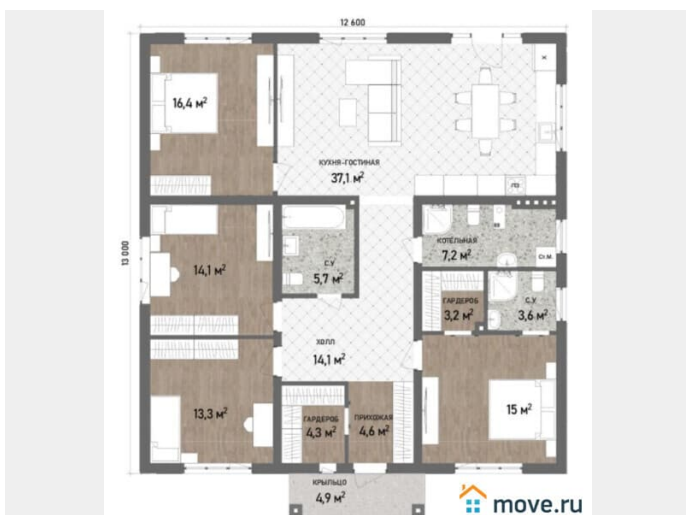 12 600
13 000
16,4 м²
КУХНЯ-ГОСТИНАЯ
37,1 м²
X
ПЗ
14,1 м²
С.У
5,7 м²
КОТЕЛЬНАЯ
7,2 м²
Ст.М.
ГАРДЕРОБ
3,2 м²
С.У
3,6 м²
ХОЛЛ
14,1 м²
13,3 м²
ГАРДЕРОБ
4,3 м²
ПРИХОЖАЯ
4,6 м²
15 м²
КРЫЛЬЦО
4,9 м²
move.ru